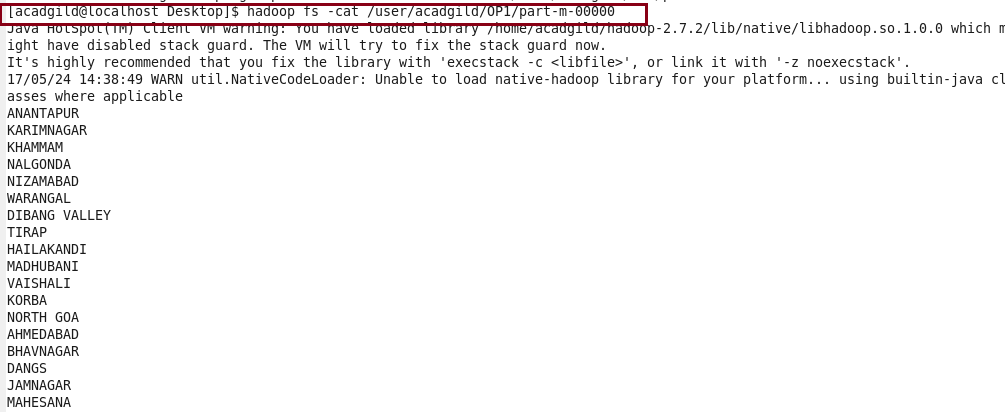 [acadgild@localhost Desktop]$ hadoop fs -cat /user/acadgild/OP1/part-m-00000
Java HotSpot(TM) Client VM warning: You have loaded library /home/acadgild/hadoop-2.7.2/lib/native/libhadoop.so.1.0.0 which m
ight have disabled stack guard. The VM will try to fix the stack guard now.
It's highly recommended that you fix the library with 'execstack -c <libfile>', or link it with '-z noexecstack'.
17/05/24 14:38:49 WARN util.NativeCodeLoader: Unable to load native-hadoop library for your platform... using builtin-java cl
asses where applicable
ANANTAPUR
KARIMNAGAR
KHAMMAM
NALGONDA
NIZAMABAD
WARANGAL
DIBANG VALLEY
TIRAP
HAILAKANDI
MADHUBANI
VAISHALI
KORBA
NORTH GOA
AHMEDABAD
BHAVNAGAR
DANGS
JAMNAGAR
MAHESANA